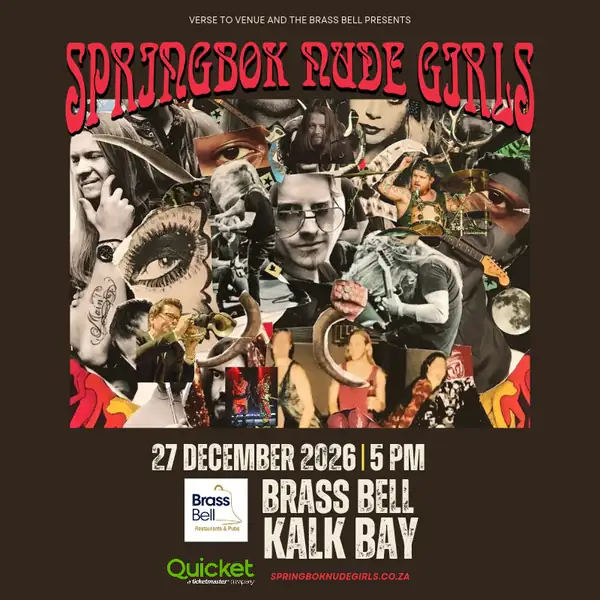 VERSE TO VENUE AND THE BRASS BELL PRESENTS
SPRINGBOK NUDE GIRLS
27 DECEMBER 2026 | 5 PM
Brass
Bell
Restaurants & Pubs
BRASS BELL
KALK BAY
Quicket
a ticketmaster company
SPRINGBOKNUDEGIRLS.CO.ZA